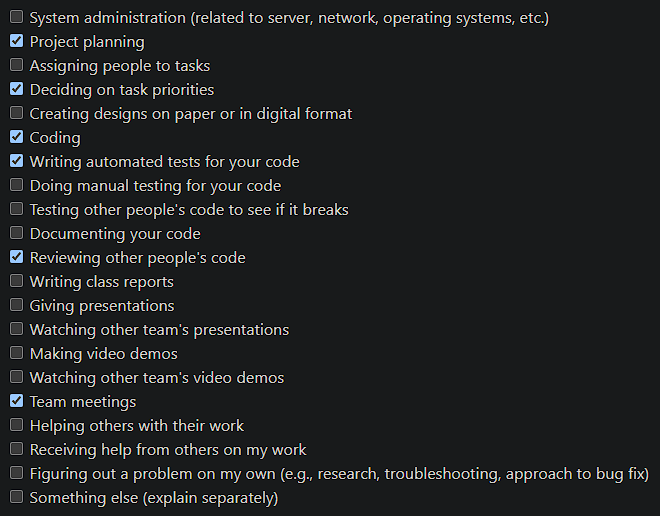 System administration (related to server, network, operating systems, etc.)
Project planning
Assigning people to tasks
Deciding on task priorities
Creating designs on paper or in digital format
Coding
Writing automated tests for your code
Doing manual testing for your code
Testing other people's code to see if it breaks
Documenting your code
Reviewing other people's code
Writing class reports
Giving presentations
Watching other team's presentations
Making video demos
Watching other team's video demos
Team meetings
Helping others with their work
Receiving help from others on my work
Figuring out a problem on my own (e.g., research, troubleshooting, approach to bug fix)
Something else (explain separately)